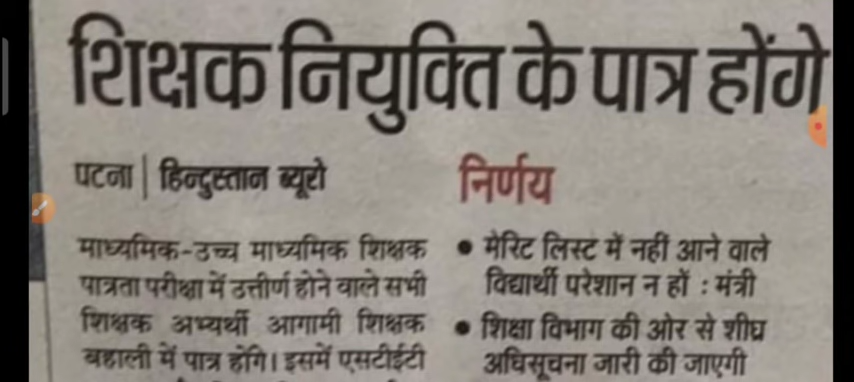 शिक्षक नियुक्ति के पात्र होंगे
पटना | हिन्दुस्तान ब्यूरो
माध्यमिक-उच्च माध्यमिक शिक्षक
पात्रता परीक्षा में उत्तीर्ण होने वाले सभी
शिक्षक अभ्यर्थी आगामी शिक्षक
बहाली में पात्र होंगे। इसमें एसटीईटी
निर्णय
• मेरिट लिस्ट में नहीं आने वाले
विद्यार्थी परेशान न हों : मंत्री
• शिक्षा विभाग की ओर से शीघ्र
अधिसूचना जारी की जाएगी